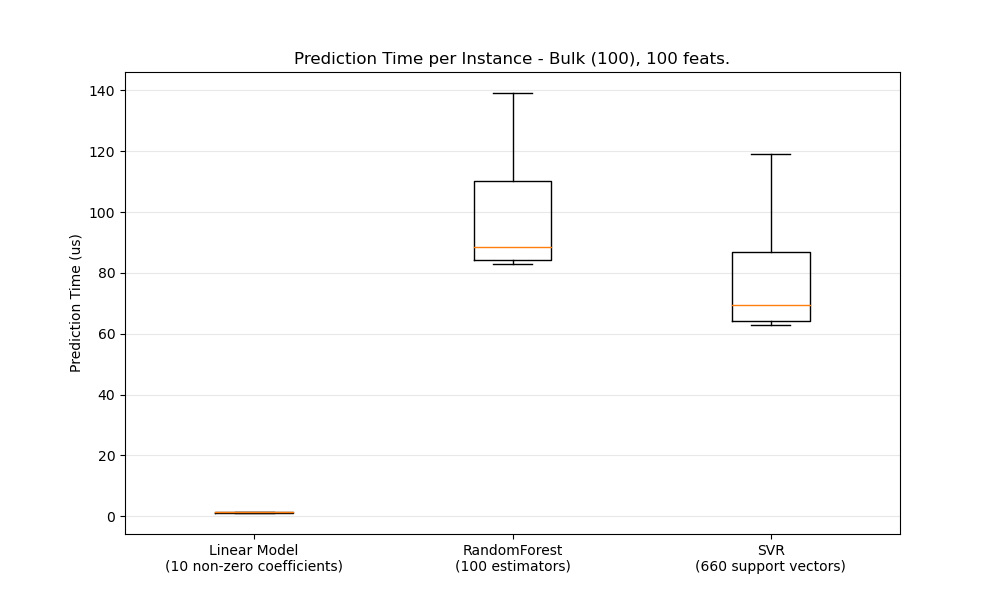 Prediction Time per Instance - Bulk (100), 100 feats.
140
120
100
80
60
40
20
0
Prediction Time (us)
Linear Model
(10 non-zero coefficients)
RandomForest
(100 estimators)
SVR
(660 support vectors)